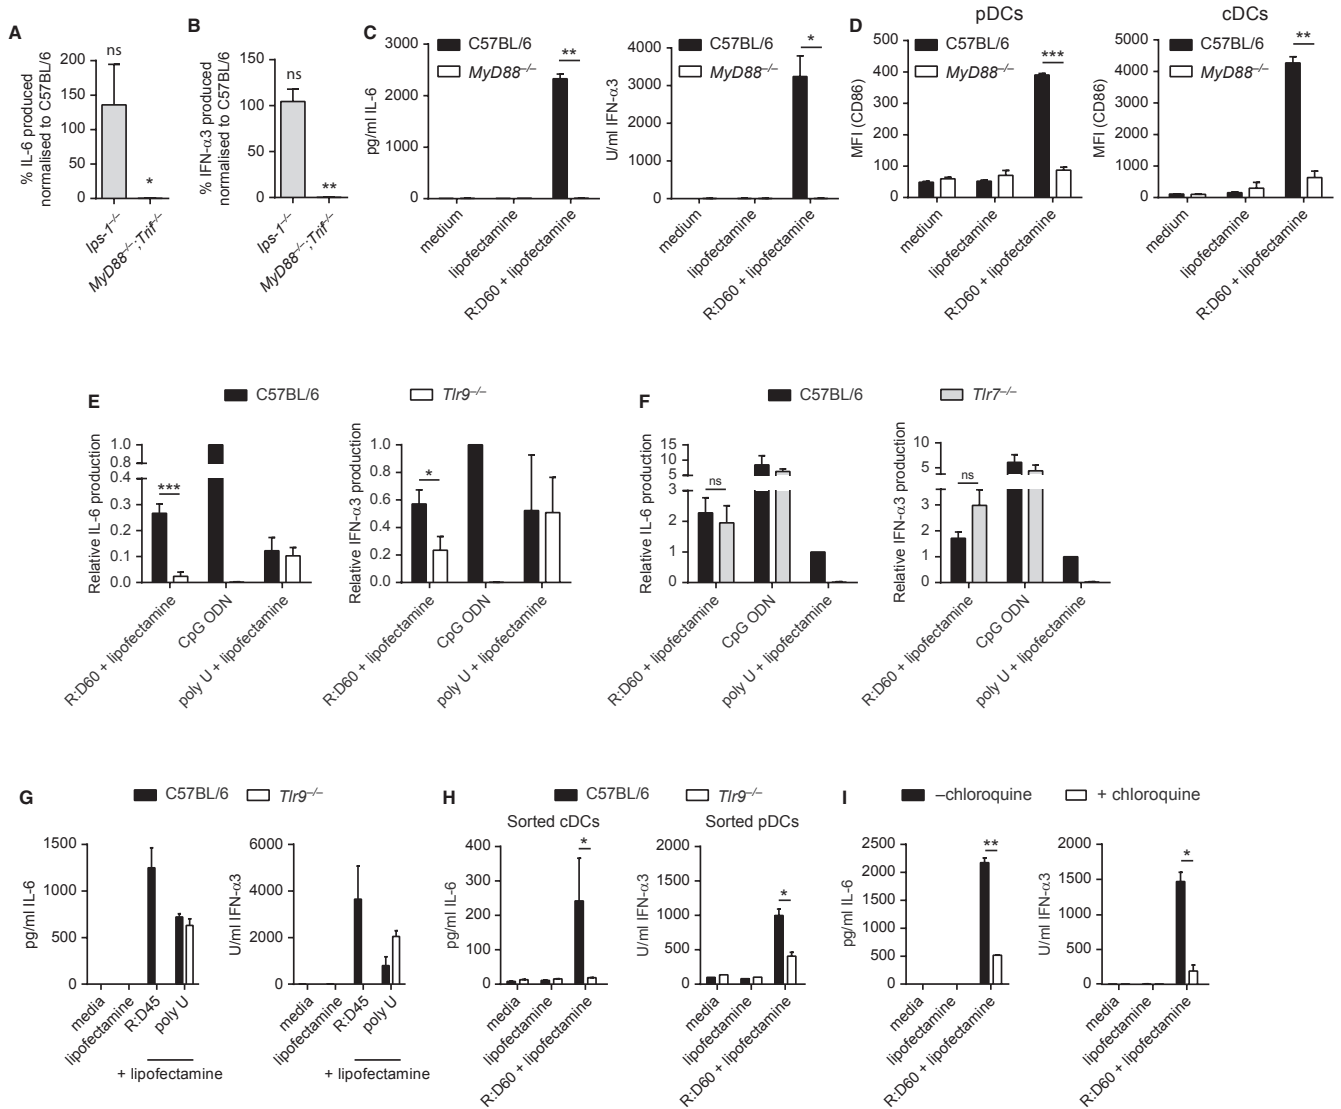 A
% IL-6 produced
normalised to C57BL/6
200
150
100
50
0
ns
*
Ips-1–/–
MyD88–/–;Trif–/–
B
% IFN-α3 produced
normalised to C57BL/6
150
100
50
0
ns
**
Ips-1–/–
MyD88–/–;Trif–/–
C
C57BL/6
MyD88–/–
pg/ml IL-6
3000
2000
1000
0
**
medium
lipofectamine
R:D60 + lipofectamine
C57BL/6
MyD88–/–
U/ml IFN-α3
4000
3000
2000
1000
0
*
medium
lipofectamine
R:D60 + lipofectamine
D
pDCs
C57BL/6
MyD88–/–
MFI (CD86)
500
400
300
200
100
0
***
medium
lipofectamine
R:D60 + lipofectamine
cDCs
C57BL/6
MyD88–/–
MFI (CD86)
5000
4000
3000
2000
1000
0
**
medium
lipofectamine
R:D60 + lipofectamine
E
C57BL/6
Tlr9–/–
Relative IL-6 production
1.0
0.8
0.4
0.3
0.2
0.1
0.0
***
R:D60 + lipofectamine
CpG ODN
poly U + lipofectamine
Relative IFN-α3 production
1.0
0.8
0.6
0.4
0.2
0.0
*
R:D60 + lipofectamine
CpG ODN
poly U + lipofectamine
F
C57BL/6
Tlr7–/–
Relative IL-6 production
15
10
5
3
2
1
0
ns
R:D60 + lipofectamine
CpG ODN
poly U + lipofectamine
Relative IFN-α3 production
10
5
3
2
1
0
ns
R:D60 + lipofectamine
CpG ODN
poly U + lipofectamine
G
C57BL/6
Tlr9–/–
pg/ml IL-6
1500
1000
500
0
media
lipofectamine
R:D45
poly U
+ lipofectamine
U/ml IFN-α3
6000
4000
2000
0
media
lipofectamine
R:D45
poly U
+ lipofectamine
H
C57BL/6
Tlr9–/–
Sorted cDCs
pg/ml IL-6
400
300
200
100
0
*
media
lipofectamine
R:D60 + lipofectamine
Sorted pDCs
U/ml IFN-α3
2000
1500
1000
500
0
*
media
lipofectamine
R:D60 + lipofectamine
I
–chloroquine
+ chloroquine
pg/ml IL-6
2500
2000
1500
1000
500
0
**
media
lipofectamine
R:D60 + lipofectamine
U/ml IFN-α3
2000
1500
1000
500
0
*
media
lipofectamine
R:D60 + lipofectamine